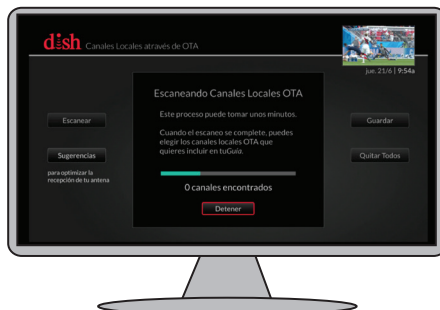 dish Canales Locales através de OTA
jue. 21/6 | 9:54a
Escaneando Canales Locales OTA
Este proceso puede tomar unos minutos.
Cuando el escaneo se complete, puedes
elegir los canales locales OTA que
quieres incluir en tuGuía.
0 canales encontrados
Detener
Escanear
Sugerencias
para optimizar la
recepción de tu antena
Guardar
Quitar Todos